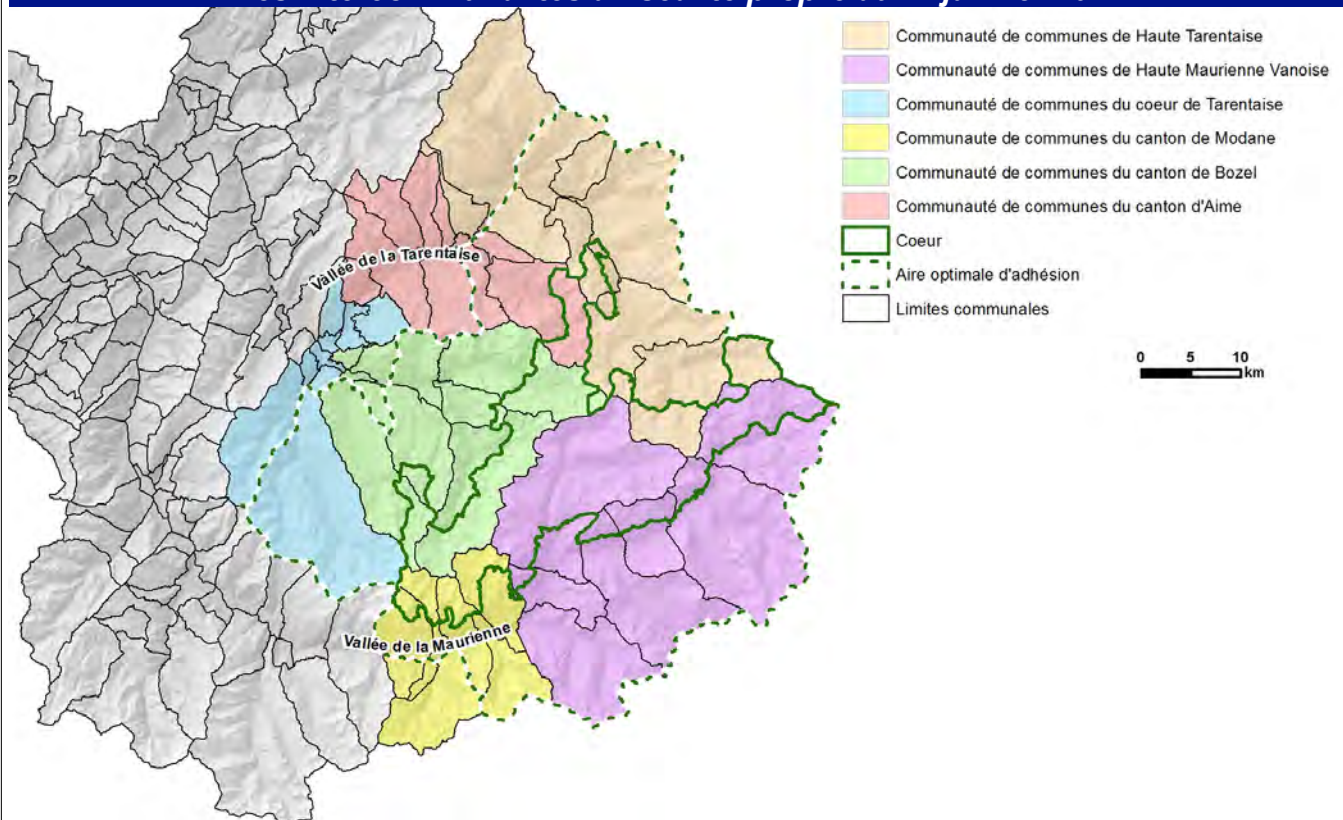 Communauté de communes de Haute Tarentaise
Communauté de communes de Haute Maurienne Vanoise
Communauté de communes du coeur de Tarentaise
Communaute de communes du canton de Modane
Communauté de communes du canton de Bozel
Communauté de communes du canton d'Aime
Coeur
Aire optimale d'adhésion
Limites communales
0 5 10
km
Vallée de la Tarentaise
Vallée de la Maurienne